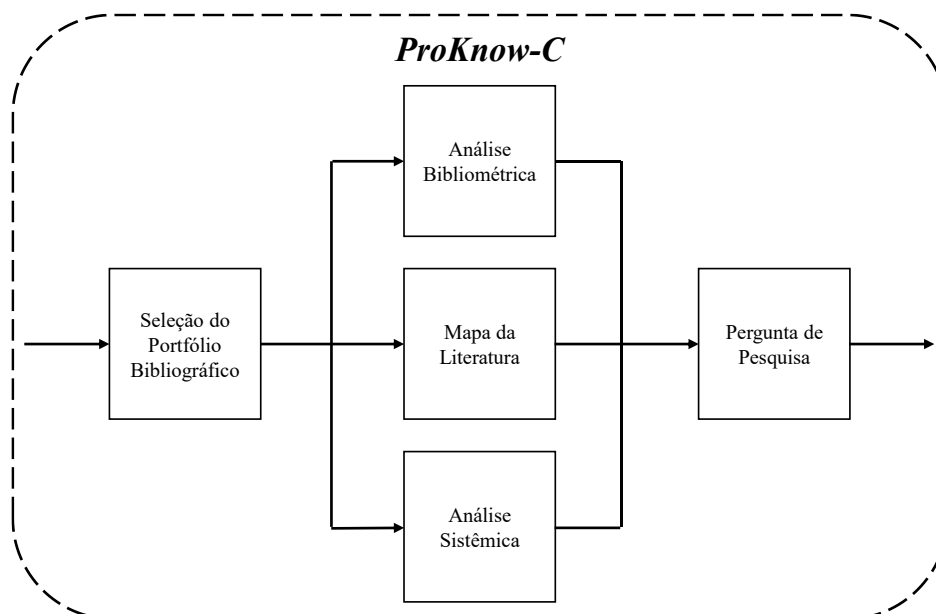 ProKnow-C
Análise
Bibliométrica
Seleção do
Portfólio
Bibliográfico
Mapa da
Literatura
Pergunta de
Pesquisa
Análise
Sistêmica